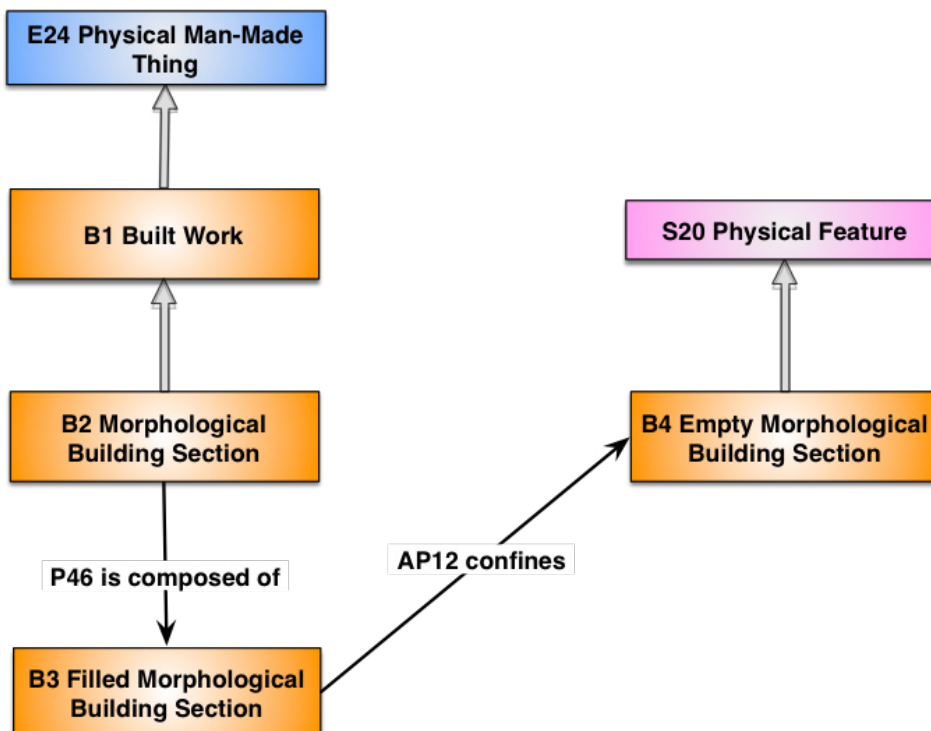 E24 Physical Man-Made
Thing
B1 Built Work
S20 Physical Feature
B2 Morphological
Building Section
B4 Empty Morphological
Building Section
AP12 confines
P46 is composed of
B3 Filled Morphological
Building Section